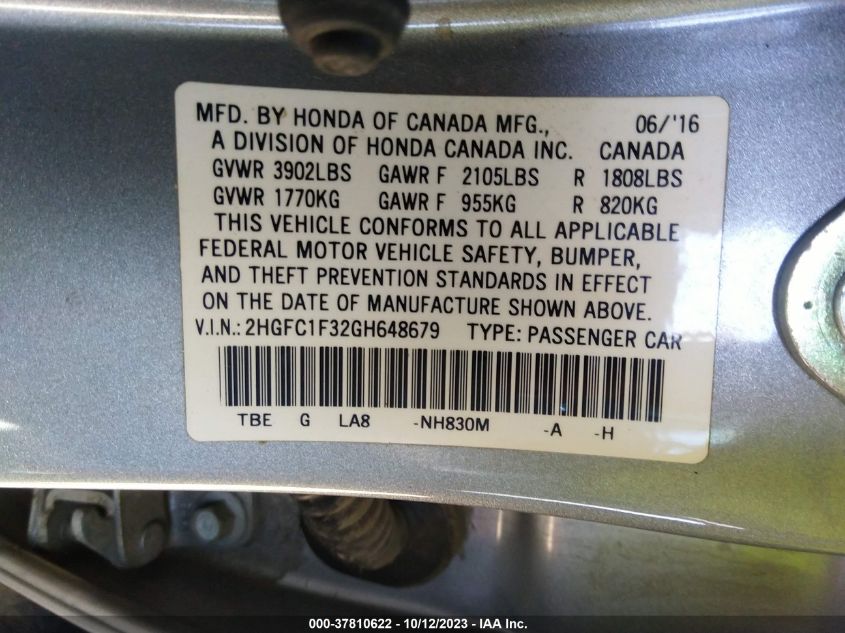 MFD. BY HONDA OF CANADA MFG., 06/'16
A DIVISION OF HONDA CANADA INC. CANADA
GVWR 3902LBS GAWR F 2105LBS R 1808LBS
GVWR 1770KG GAWR F 955KG R 820KG
THIS VEHICLE CONFORMS TO ALL APPLICABLE
FEDERAL MOTOR VEHICLE SAFETY, BUMPER,
AND THEFT PREVENTION STANDARDS IN EFFECT
ON THE DATE OF MANUFACTURE SHOWN ABOVE.
V.I.N.: 2HGFC1F32GH648679 TYPE: PASSENGER CAR
TBE G LA8 -NH830M -A -H
000-37810622 - 10/12/2023 - IAA Inc.